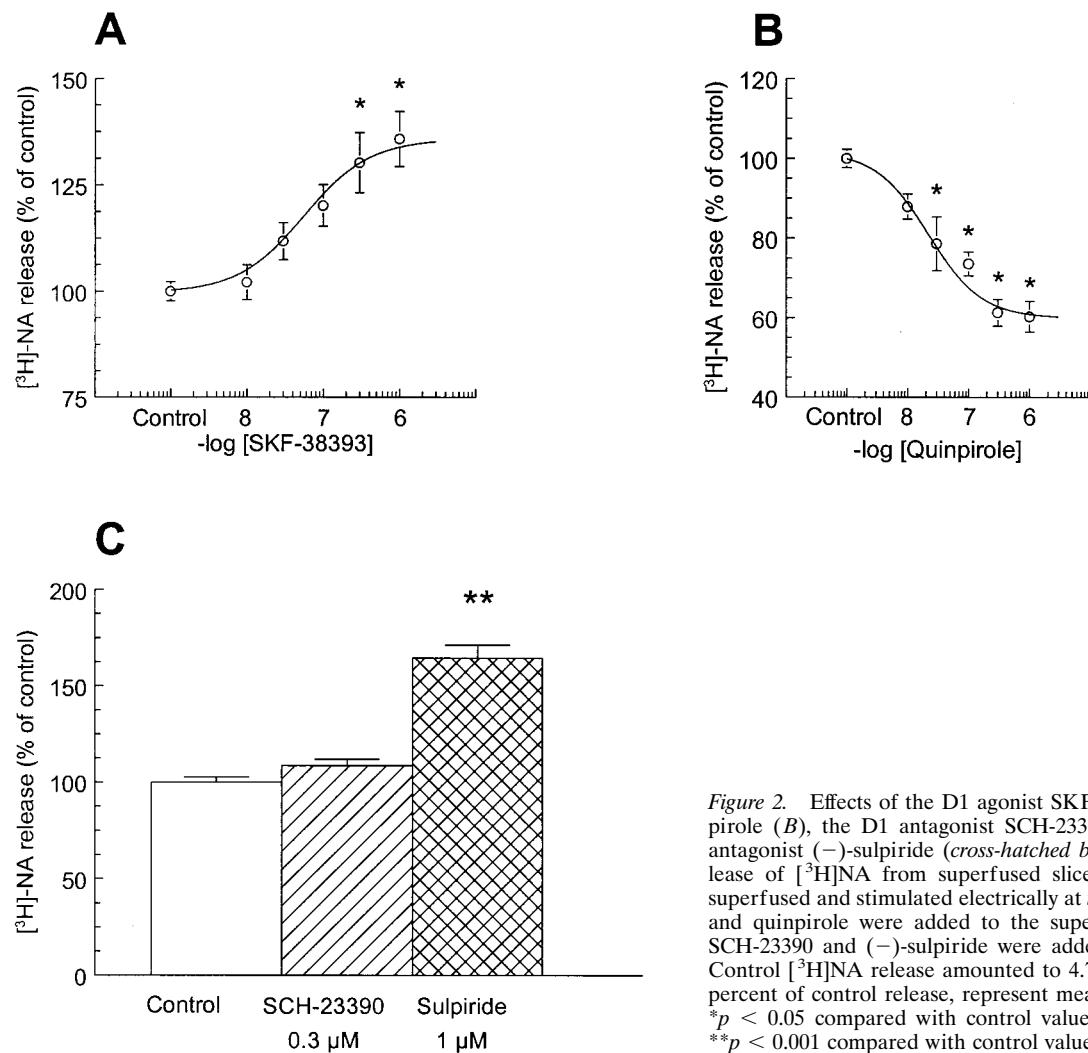 A
[³H]-NA release (% of control)
150
125
100
75
*
*
Control 8 7 6
-log [SKF-38393]
B
[³H]-NA release (% of control)
120
100
80
60
40
*
*
*
*
Control 8 7 6
-log [Quinpirole]
C
[³H]-NA release (% of control)
200
150
100
50
0
**
Control SCH-23390 Sulpiride
0.3 µM 1 µM
Figure 2. Effects of the D1 agonist SKF
pirole (B), the D1 antagonist SCH-233
antagonist (−)-sulpiride (cross-hatched b
lease of [³H]NA from superfused slice
superfused and stimulated electrically at
and quinpirole were added to the supe
SCH-23390 and (−)-sulpiride were adde
Control [³H]NA release amounted to 4.7
percent of control release, represent mea
*p < 0.05 compared with control value
**p < 0.001 compared with control value